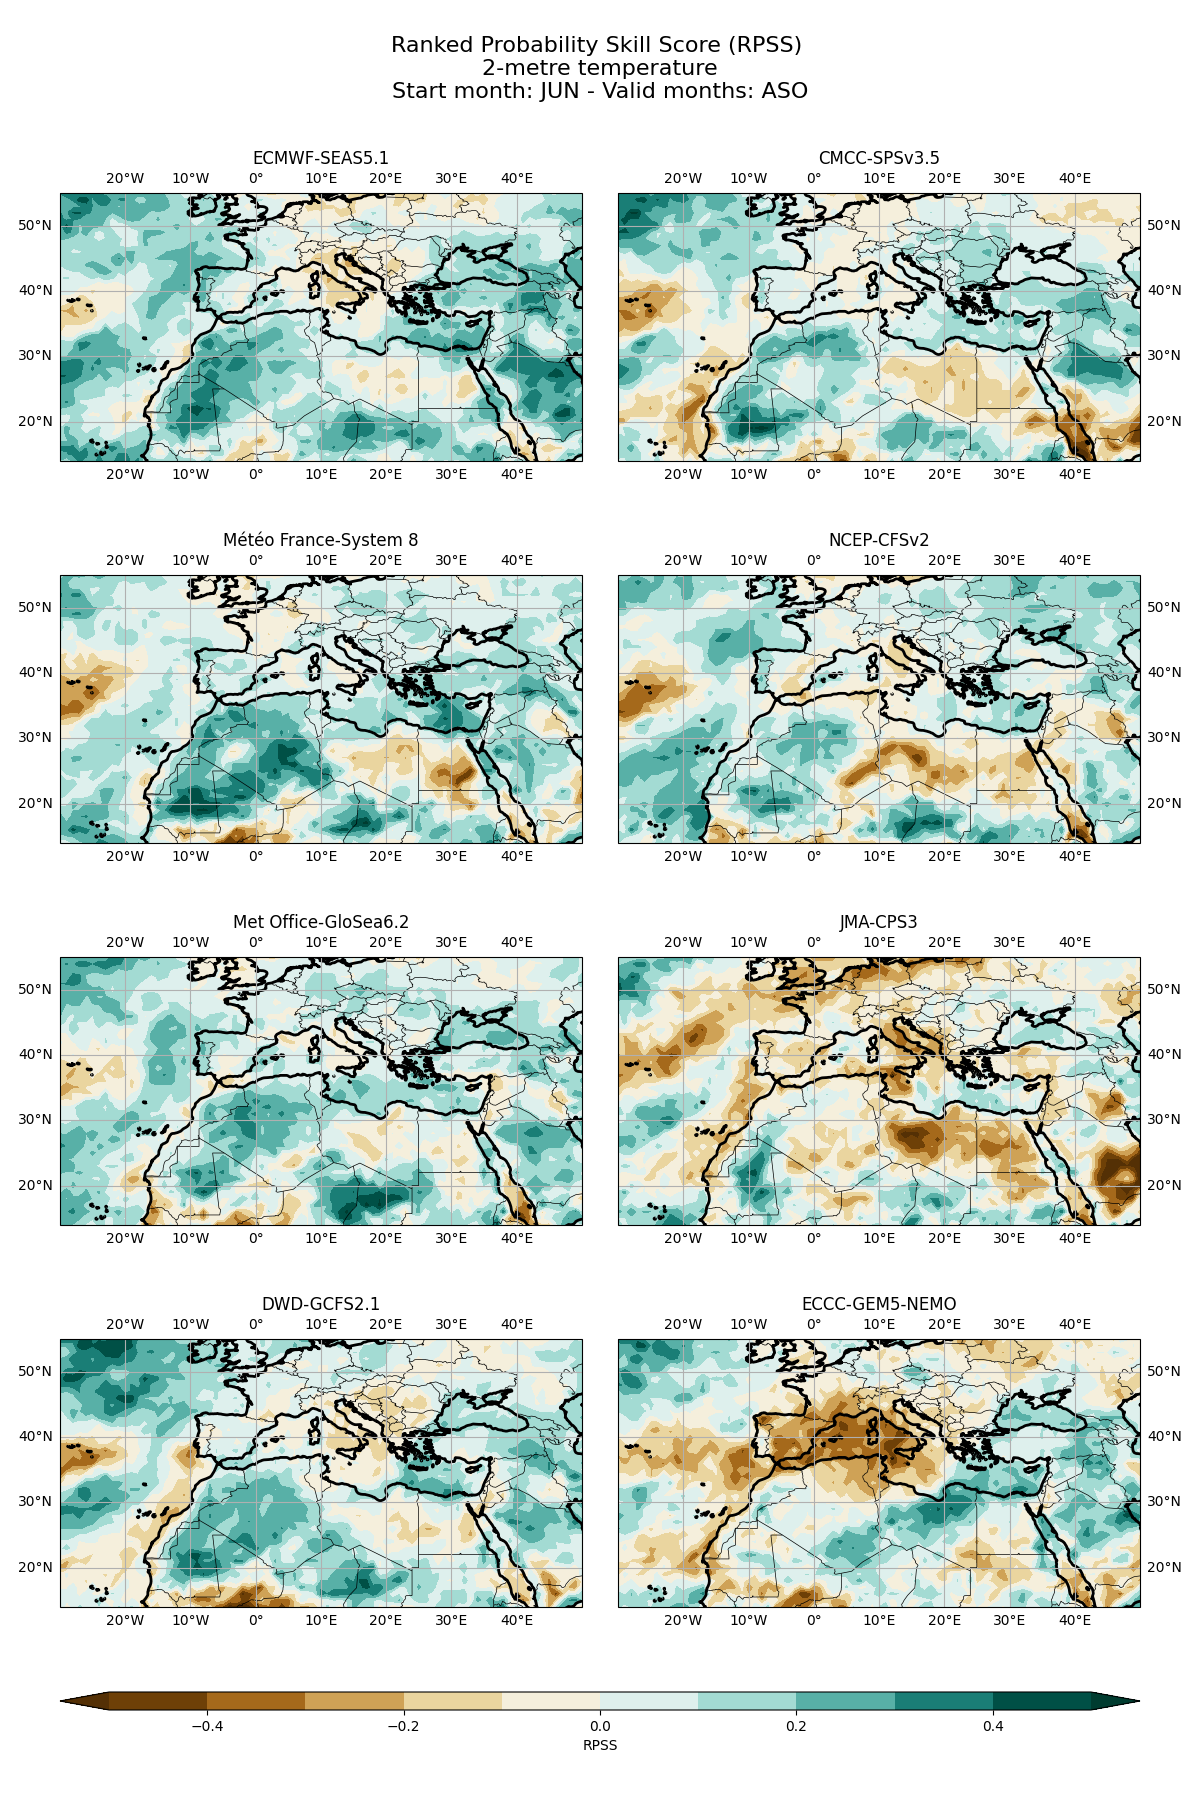 Ranked Probability Skill Score (RPSS)
2-metre temperature
Start month: JUN - Valid months: ASO
ECMWF-SEAS5.1
20°W 10°W 0° 10°E 20°E 30°E 40°E
50°N
40°N
30°N
20°N
20°W 10°W 0° 10°E 20°E 30°E 40°E
CMCC-SPSv3.5
20°W 10°W 0° 10°E 20°E 30°E 40°E
50°N
40°N
30°N
20°N
20°W 10°W 0° 10°E 20°E 30°E 40°E
Météo France-System 8
20°W 10°W 0° 10°E 20°E 30°E 40°E
50°N
40°N
30°N
20°N
20°W 10°W 0° 10°E 20°E 30°E 40°E
NCEP-CFSv2
20°W 10°W 0° 10°E 20°E 30°E 40°E
50°N
40°N
30°N
20°N
20°W 10°W 0° 10°E 20°E 30°E 40°E
Met Office-GloSea6.2
20°W 10°W 0° 10°E 20°E 30°E 40°E
50°N
40°N
30°N
20°N
20°W 10°W 0° 10°E 20°E 30°E 40°E
JMA-CPS3
20°W 10°W 0° 10°E 20°E 30°E 40°E
50°N
40°N
30°N
20°N
20°W 10°W 0° 10°E 20°E 30°E 40°E
DWD-GCFS2.1
20°W 10°W 0° 10°E 20°E 30°E 40°E
50°N
40°N
30°N
20°N
20°W 10°W 0° 10°E 20°E 30°E 40°E
ECCC-GEM5-NEMO
20°W 10°W 0° 10°E 20°E 30°E 40°E
50°N
40°N
30°N
20°N
20°W 10°W 0° 10°E 20°E 30°E 40°E
−0.4 −0.2 0.0 0.2 0.4
RPSS